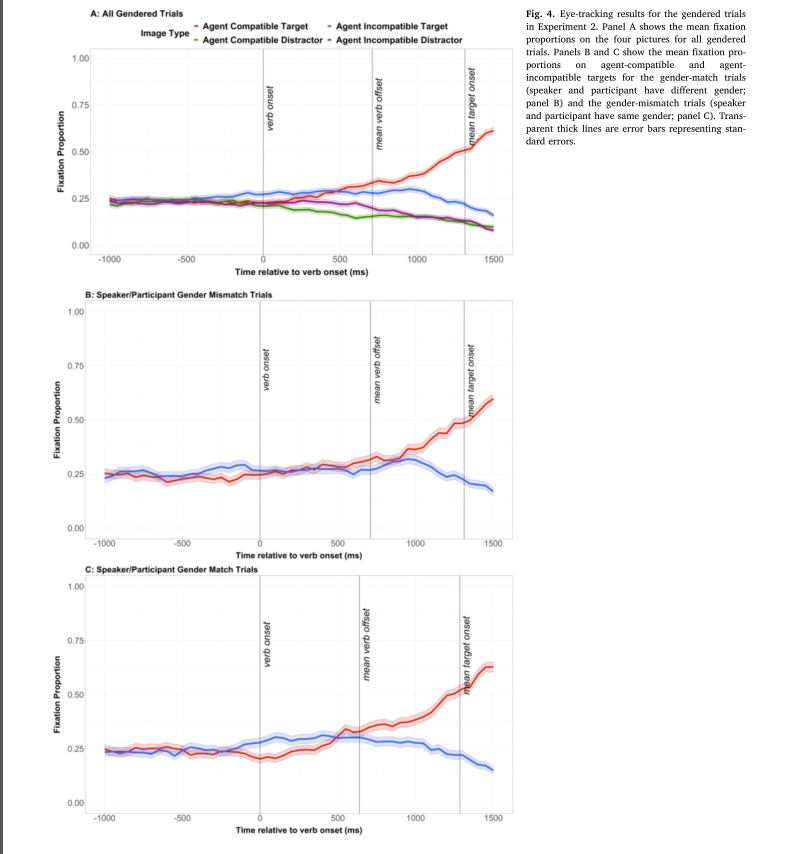 A: All Gendered Trials
Image Type
Agent Compatible Target
Agent Incompatible Target
Agent Compatible Distractor
Agent Incompatible Distractor
Fixation Proportion
1.00
0.75
0.50
0.25
0.00
verb onset
mean verb offset
mean target onset
-1000
-500
0
500
1000
1500
Time relative to verb onset (ms)
B: Speaker/Participant Gender Mismatch Trials
Fixation Proportion
1.00
0.75
0.50
0.25
0.00
verb onset
mean verb offset
mean target onset
-1000
-500
0
500
1000
1500
Time relative to verb onset (ms)
C: Speaker/Participant Gender Match Trials
Fixation Proportion
1.00
0.75
0.50
0.25
0.00
verb onset
mean verb offset
mean target onset
-1000
-500
0
500
1000
1500
Time relative to verb onset (ms)
Fig. 4. Eye-tracking results for the gendered trials
in Experiment 2. Panel A shows the mean fixation
proportions on the four pictures for all gendered
trials. Panels B and C show the mean fixation pro-
portions on agent-compatible and agent-
incompatible targets for the gender-match trials
(speaker and participant have different gender;
panel B) and the gender-mismatch trials (speaker
and participant have same gender; panel C). Trans-
parent thick lines are error bars representing stan-
dard errors.